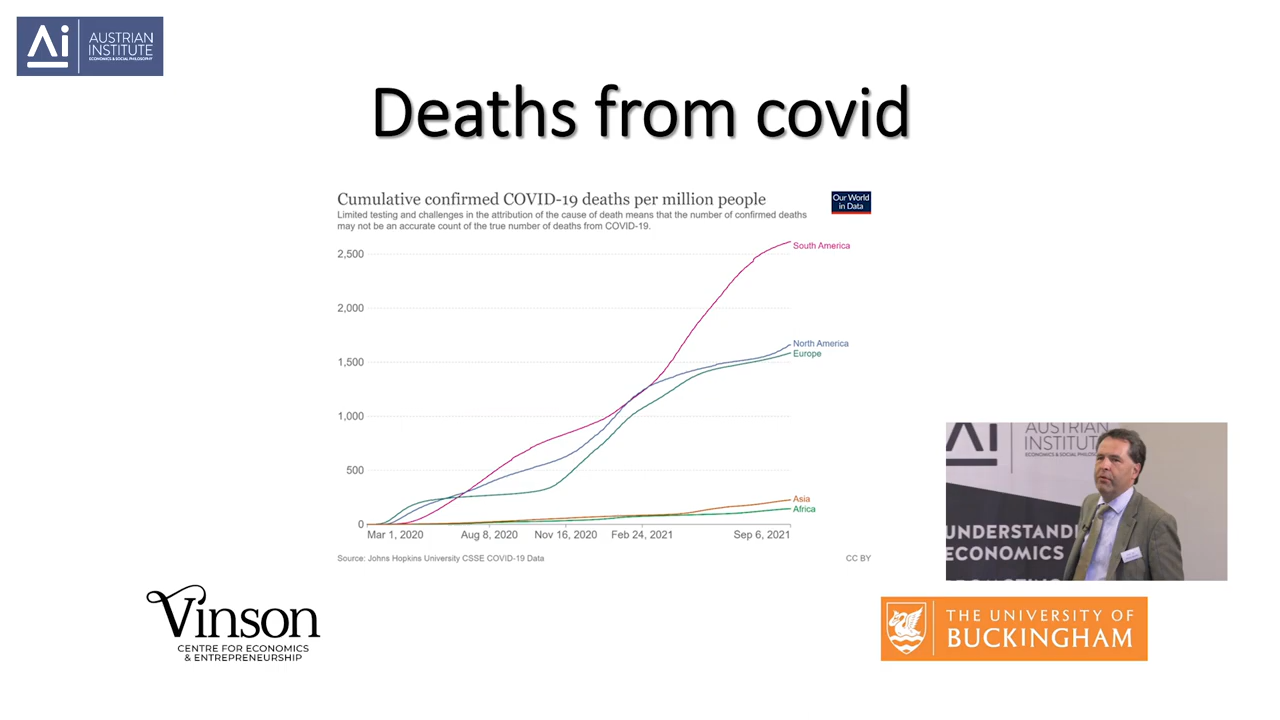 AUSTRIAN
INSTITUTE
ECONOMICS & SOCIAL PHILOSOPHY
Deaths from covid
Cumulative confirmed COVID-19 deaths per million people
Our World
in Data
Limited testing and challenges in the attribution of the cause of death means that the number of confirmed deaths
may not be an accurate count of the true number of deaths from COVID-19.
2,500
South America
2,000
1,500
North America
Europe
1,000
500
Asia
Africa
0
Mar 1, 2020
Aug 8, 2020
Nov 16, 2020
Feb 24, 2021
Sep 6, 2021
Source: Johns Hopkins University CSSE COVID-19 Data
CC BY
AUSTRIAN
INSTITUTE
UNDERSTANDI
ECONOMICS
Vinson
CENTRE FOR ECONOMICS
& ENTREPRENEURSHIP
THE UNIVERSITY OF
BUCKINGHAM